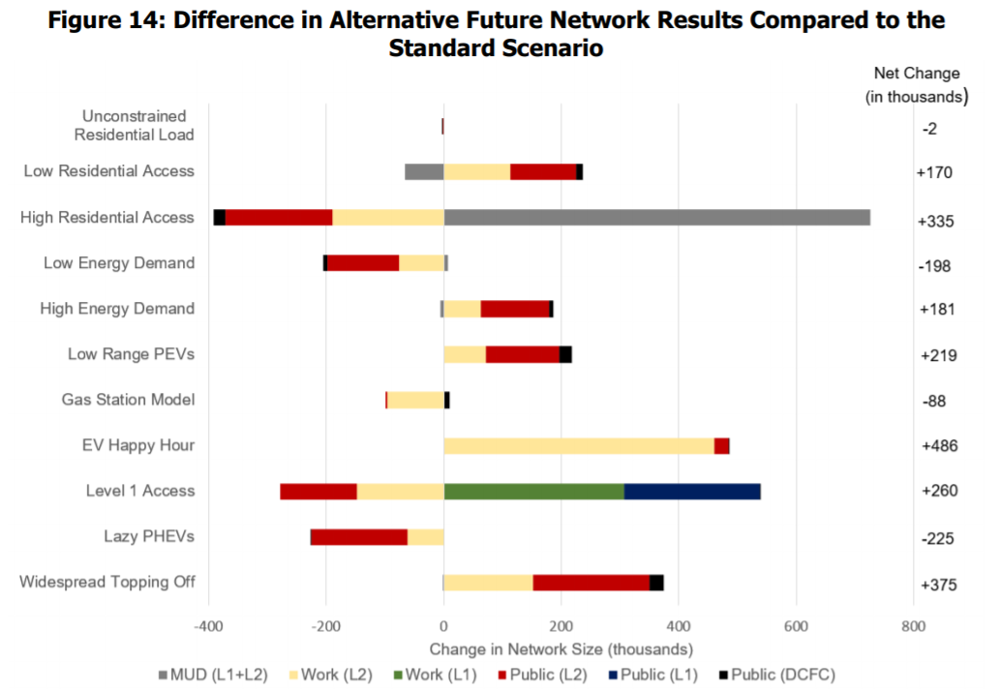 Figure 14: Difference in Alternative Future Network Results Compared to the
Standard Scenario
Net Change
(in thousands)
Unconstrained
Residential Load
-2
Low Residential Access
+170
High Residential Access
+335
Low Energy Demand
-198
High Energy Demand
+181
Low Range PEVs
+219
Gas Station Model
-88
EV Happy Hour
+486
Level 1 Access
+260
Lazy PHEVs
-225
Widespread Topping Off
+375
-400 -200 0 200 400 600 800
Change in Network Size (thousands)
MUD (L1+L2) Work (L2) Work (L1) Public (L2) Public (L1) Public (DCFC)